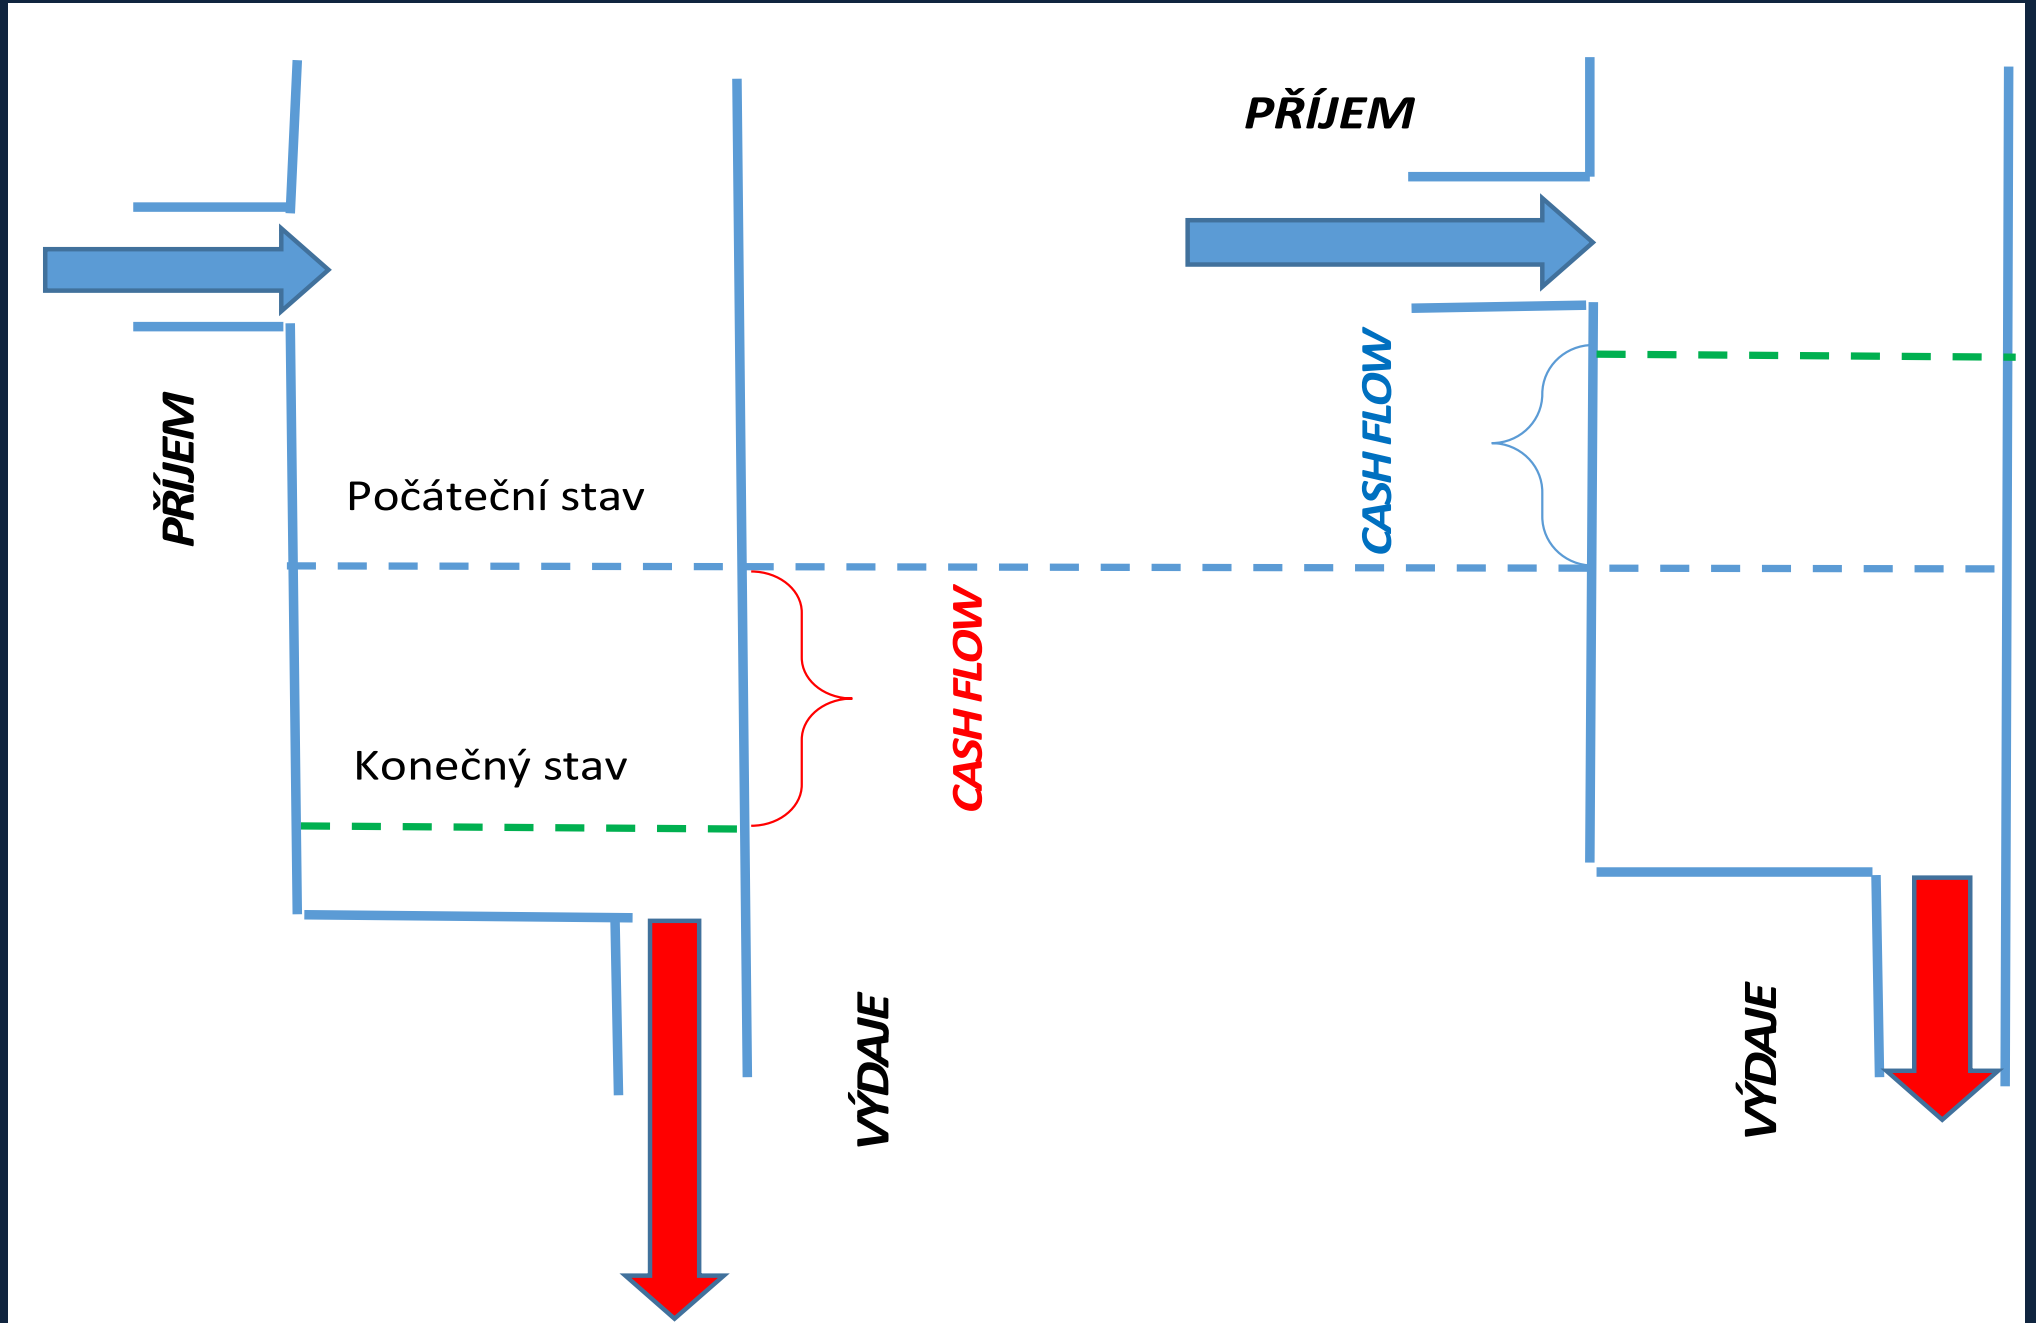 PŘÍJEM
PŘÍJEM
CASH FLOW
Počáteční stav
CASH FLOW
Konečný stav
VÝDAJE
VÝDAJE